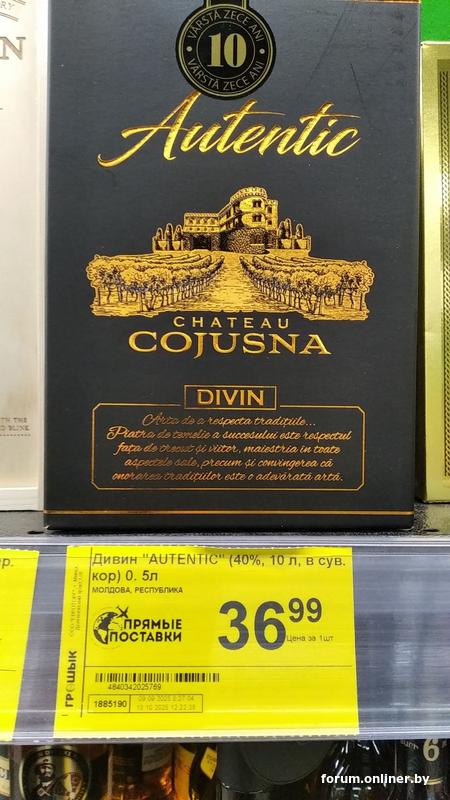 VÂRSTĂ ZECE ANI
10
VÂRSTĂ ZECE ANI
Autentic
CHATEAU
COJUSNA
DIVIN
Arta de a respecta tradițiile...
Piatra de temelie a succesului este respectul
față de trecut și viitor, maiestria în toate
aspectele sale, precum și convingerea că
onorarea tradițiilor este o adevărată artă.
Дивин "AUTENTIC" (40%, 10 л, в сув.
кор) 0. 5л
МОЛДОВА, РЕСПУБЛИКА
ПРЯМЫЕ
ПОСТАВКИ
36 99
Цена за 1шт
ГРОШЫК
4840342025769
1885190
6
forum.onliner.by